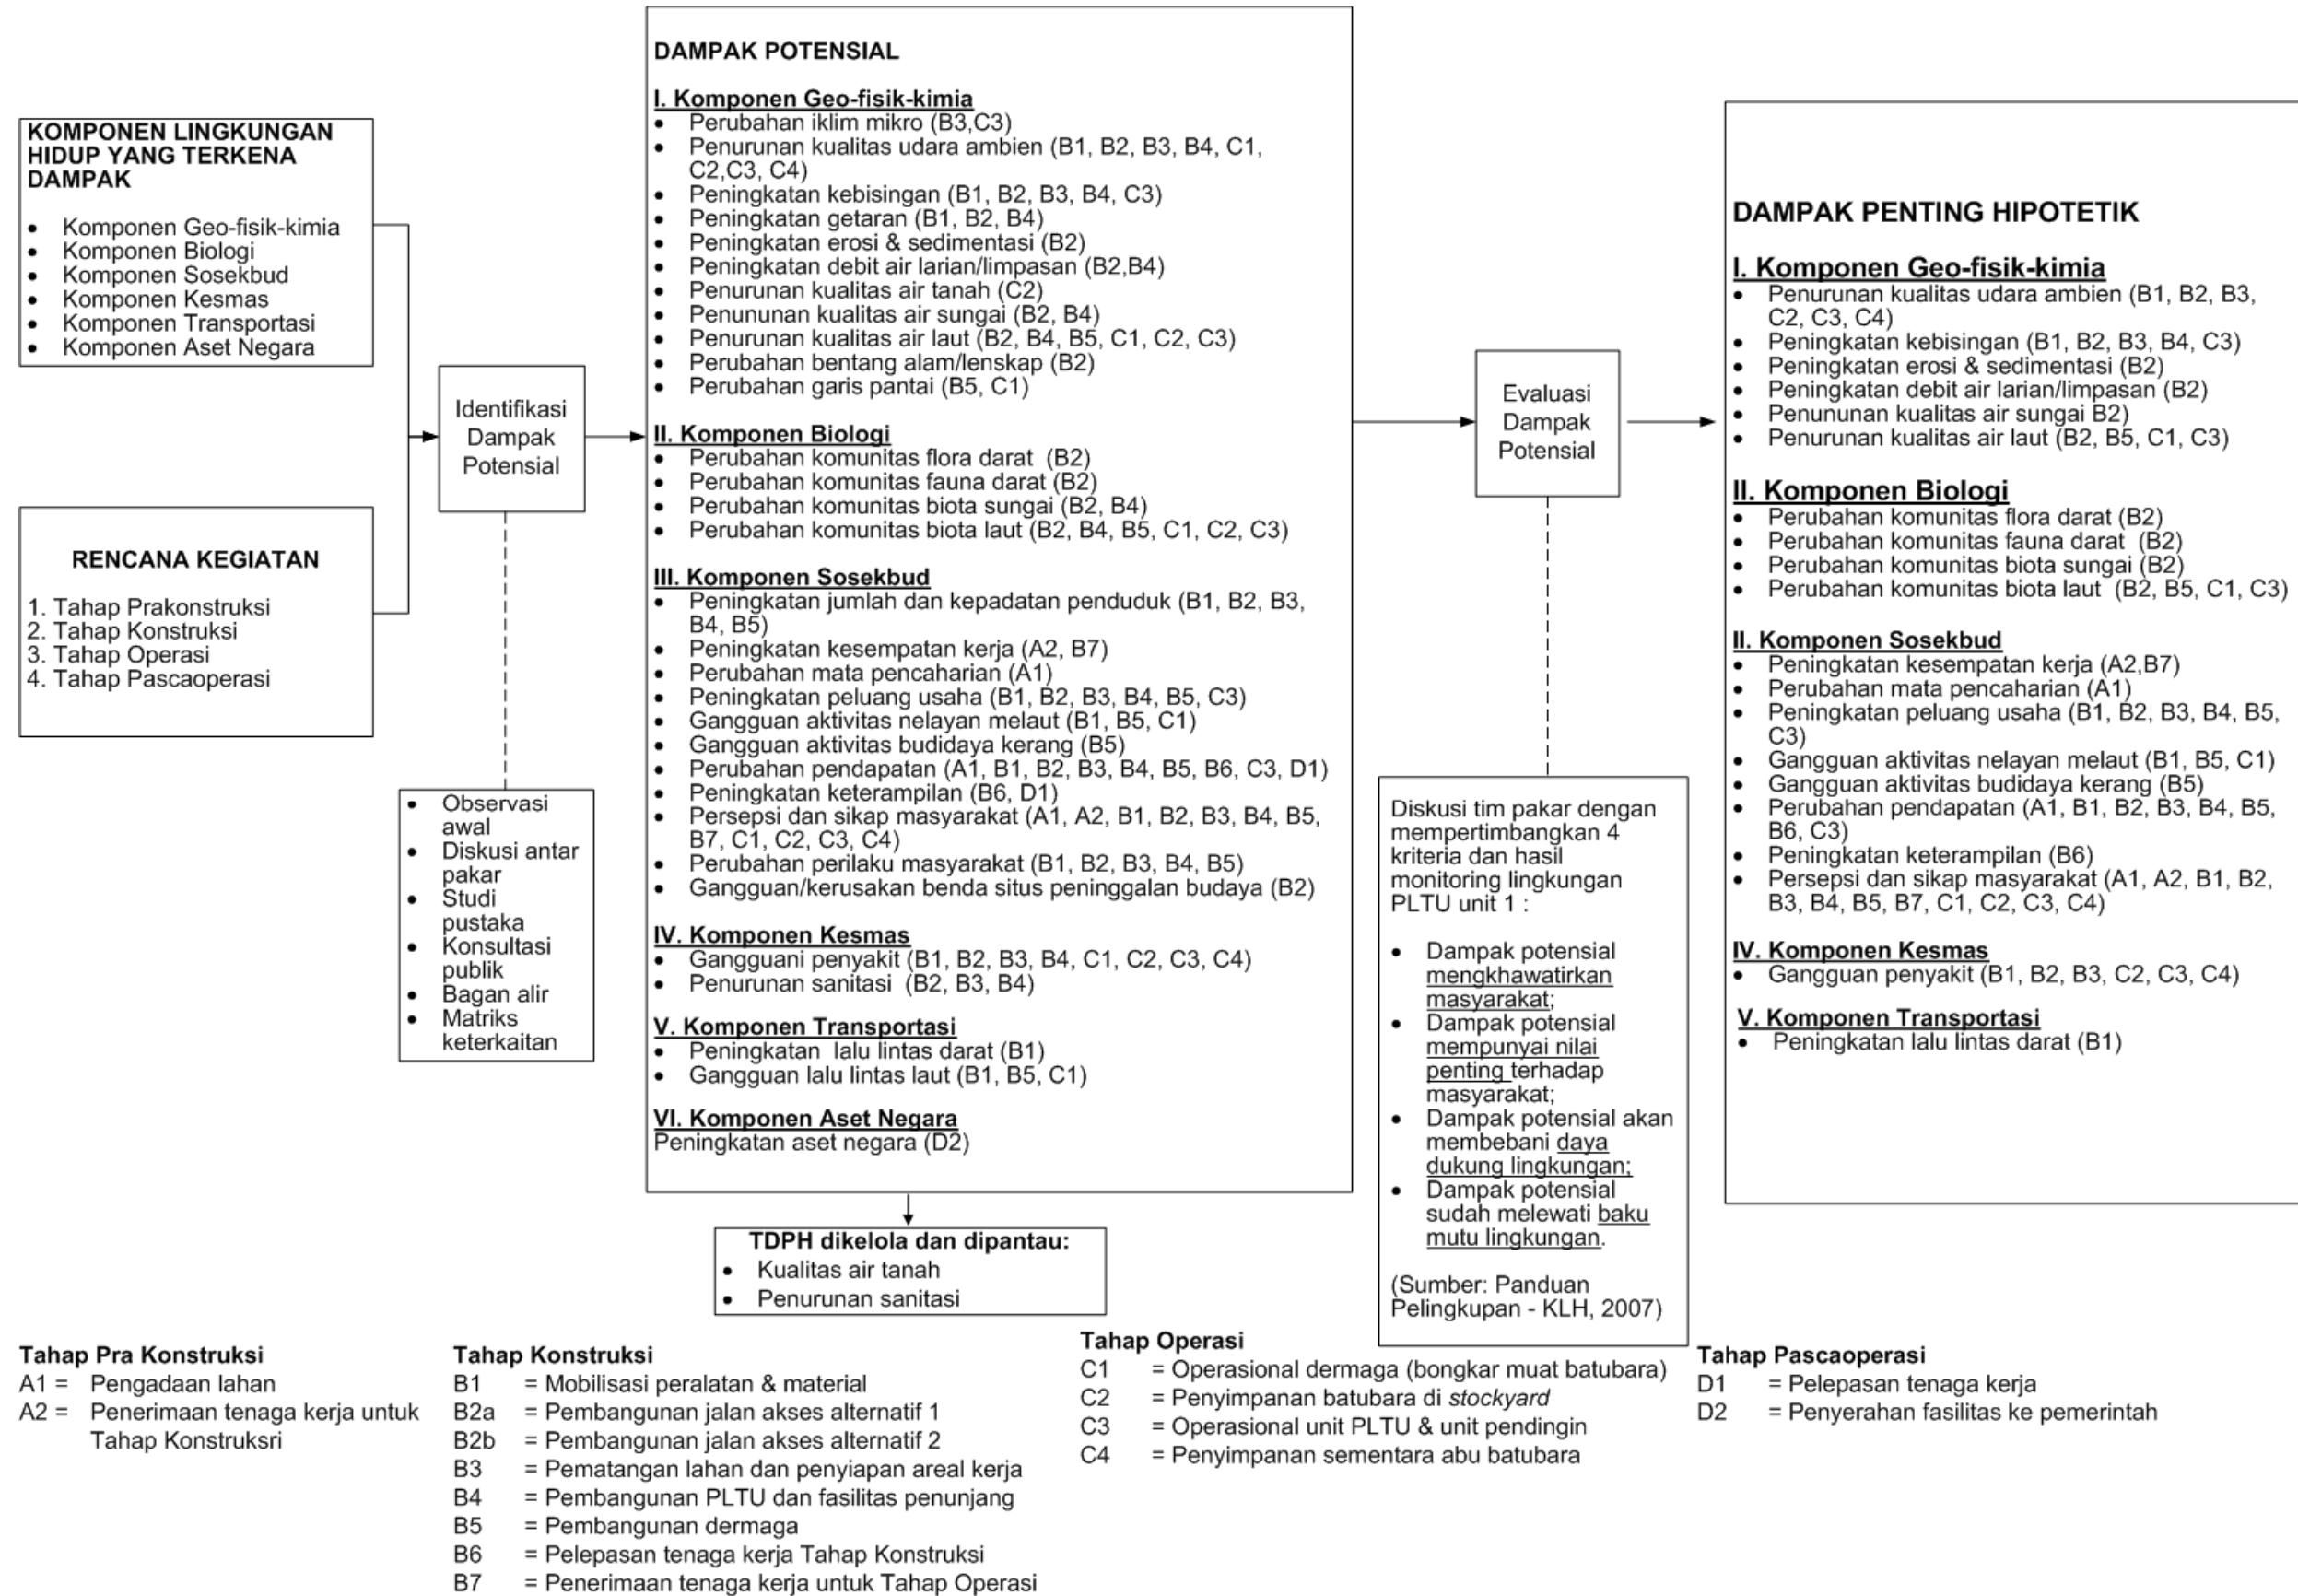 KOMPONEN LINGKUNGAN
HIDUP YANG TERKENA
DAMPAK
• Komponen Geo-fisik-kimia
• Komponen Biologi
• Komponen Sosekbud
• Komponen Kesmas
• Komponen Transportasi
• Komponen Aset Negara
RENCANA KEGIATAN
1. Tahap Prakonstruksi
2. Tahap Konstruksi
3. Tahap Operasi
4. Tahap Pascaoperasi
Identifikasi
Dampak
Potensial
• Observasi
awal
• Diskusi antar
pakar
• Studi
pustaka
• Konsultasi
publik
• Bagan alir
• Matriks
keterkaitan
DAMPAK POTENSIAL
I. Komponen Geo-fisik-kimia
• Perubahan iklim mikro (B3,C3)
• Penurunan kualitas udara ambien (B1, B2, B3, B4, C1,
C2,C3, C4)
• Peningkatan kebisingan (B1, B2, B3, B4, C3)
• Peningkatan getaran (B1, B2, B4)
• Peningkatan erosi & sedimentasi (B2)
• Peningkatan debit air larian/limpasan (B2,B4)
• Penurunan kualitas air tanah (C2)
• Penununan kualitas air sungai (B2, B4)
• Penurunan kualitas air laut (B2, B4, B5, C1, C2, C3)
• Perubahan bentang alam/lenskap (B2)
• Perubahan garis pantai (B5, C1)
II. Komponen Biologi
• Perubahan komunitas flora darat (B2)
• Perubahan komunitas fauna darat (B2)
• Perubahan komunitas biota sungai (B2, B4)
• Perubahan komunitas biota laut (B2, B4, B5, C1, C2, C3)
III. Komponen Sosekbud
• Peningkatan jumlah dan kepadatan penduduk (B1, B2, B3,
B4, B5)
• Peningkatan kesempatan kerja (A2, B7)
• Perubahan mata pencaharian (A1)
• Peningkatan peluang usaha (B1, B2, B3, B4, B5, C3)
• Gangguan aktivitas nelayan melaut (B1, B5, C1)
• Gangguan aktivitas budidaya kerang (B5)
• Perubahan pendapatan (A1, B1, B2, B3, B4, B5, B6, C3, D1)
• Peningkatan keterampilan (B6, D1)
• Persepsi dan sikap masyarakat (A1, A2, B1, B2, B3, B4, B5,
B7, C1, C2, C3, C4)
• Perubahan perilaku masyarakat (B1, B2, B3, B4, B5)
• Gangguan/kerusakan benda situs peninggalan budaya (B2)
IV. Komponen Kesmas
• Gangguani penyakit (B1, B2, B3, B4, C1, C2, C3, C4)
• Penurunan sanitasi (B2, B3, B4)
V. Komponen Transportasi
• Peningkatan lalu lintas darat (B1)
• Gangguan lalu lintas laut (B1, B5, C1)
VI. Komponen Aset Negara
Peningkatan aset negara (D2)
TDPH dikelola dan dipantau:
• Kualitas air tanah
• Penurunan sanitasi
Evaluasi
Dampak
Potensial
Diskusi tim pakar dengan
mempertimbangkan 4
kriteria dan hasil
monitoring lingkungan
PLTU unit 1 :
• Dampak potensial
mengkhawatirkan
masyarakat;
• Dampak potensial
mempunyai nilai
penting terhadap
masyarakat;
• Dampak potensial akan
membebani daya
dukung lingkungan;
• Dampak potensial
sudah melewati baku
mutu lingkungan.
(Sumber: Panduan
Pelingkupan - KLH, 2007)
DAMPAK PENTING HIPOTETIK
I. Komponen Geo-fisik-kimia
• Penurunan kualitas udara ambien (B1, B2, B3,
C2, C3, C4)
• Peningkatan kebisingan (B1, B2, B3, B4, C3)
• Peningkatan erosi & sedimentasi (B2)
• Peningkatan debit air larian/limpasan (B2)
• Penununan kualitas air sungai B2)
• Penurunan kualitas air laut (B2, B5, C1, C3)
II. Komponen Biologi
• Perubahan komunitas flora darat (B2)
• Perubahan komunitas fauna darat (B2)
• Perubahan komunitas biota sungai (B2)
• Perubahan komunitas biota laut (B2, B5, C1, C3)
II. Komponen Sosekbud
• Peningkatan kesempatan kerja (A2,B7)
• Perubahan mata pencaharian (A1)
• Peningkatan peluang usaha (B1, B2, B3, B4, B5,
C3)
• Gangguan aktivitas nelayan melaut (B1, B5, C1)
• Gangguan aktivitas budidaya kerang (B5)
• Perubahan pendapatan (A1, B1, B2, B3, B4, B5,
B6, C3)
• Peningkatan keterampilan (B6)
• Persepsi dan sikap masyarakat (A1, A2, B1, B2,
B3, B4, B5, B7, C1, C2, C3, C4)
IV. Komponen Kesmas
• Gangguan penyakit (B1, B2, B3, C2, C3, C4)
V. Komponen Transportasi
• Peningkatan lalu lintas darat (B1)
Tahap Pra Konstruksi
A1 = Pengadaan lahan
A2 = Penerimaan tenaga kerja untuk
Tahap Konstruksri
Tahap Konstruksi
B1 = Mobilisasi peralatan & material
B2a = Pembangunan jalan akses alternatif 1
B2b = Pembangunan jalan akses alternatif 2
B3 = Pematangan lahan dan penyiapan areal kerja
B4 = Pembangunan PLTU dan fasilitas penunjang
B5 = Pembangunan dermaga
B6 = Pelepasan tenaga kerja Tahap Konstruksi
B7 = Penerimaan tenaga kerja untuk Tahap Operasi
Tahap Operasi
C1 = Operasional dermaga (bongkar muat batubara)
C2 = Penyimpanan batubara di stockyard
C3 = Operasional unit PLTU & unit pendingin
C4 = Penyimpanan sementara abu batubara
Tahap Pascaoperasi
D1 = Pelepasan tenaga kerja
D2 = Penyerahan fasilitas ke pemerintah